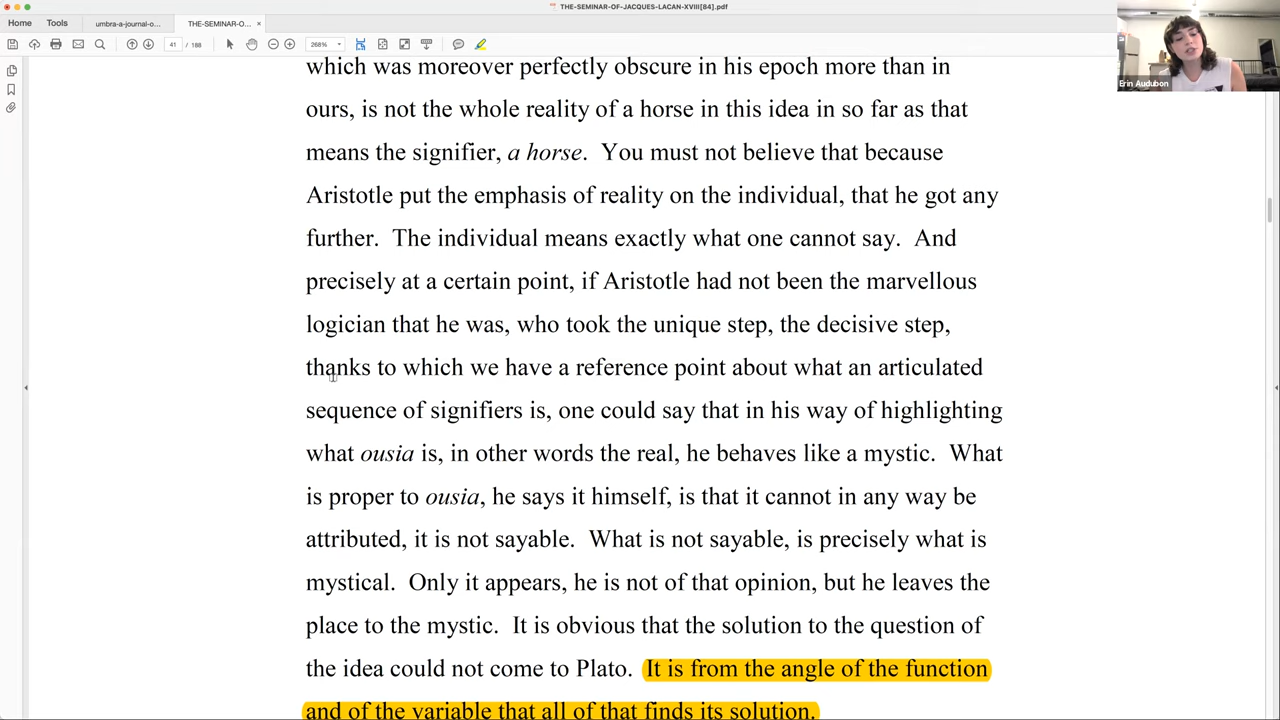 THE-SEMINAR-OF-JACQUES-LACAN-XVIII[84].pdf
Home Tools umbra-a-journal-o... THE-SEMINAR-O... ×
41 / 188 268%
which was moreover perfectly obscure in his epoch more than in
ours, is not the whole reality of a horse in this idea in so far as that
means the signifier, a horse. You must not believe that because
Aristotle put the emphasis of reality on the individual, that he got any
further. The individual means exactly what one cannot say. And
precisely at a certain point, if Aristotle had not been the marvellous
logician that he was, who took the unique step, the decisive step,
thanks to which we have a reference point about what an articulated
sequence of signifiers is, one could say that in his way of highlighting
what ousia is, in other words the real, he behaves like a mystic. What
is proper to ousia, he says it himself, is that it cannot in any way be
attributed, it is not sayable. What is not sayable, is precisely what is
mystical. Only it appears, he is not of that opinion, but he leaves the
place to the mystic. It is obvious that the solution to the question of
the idea could not come to Plato. It is from the angle of the function
and of the variable that all of that finds its solution.
Erin Audubon